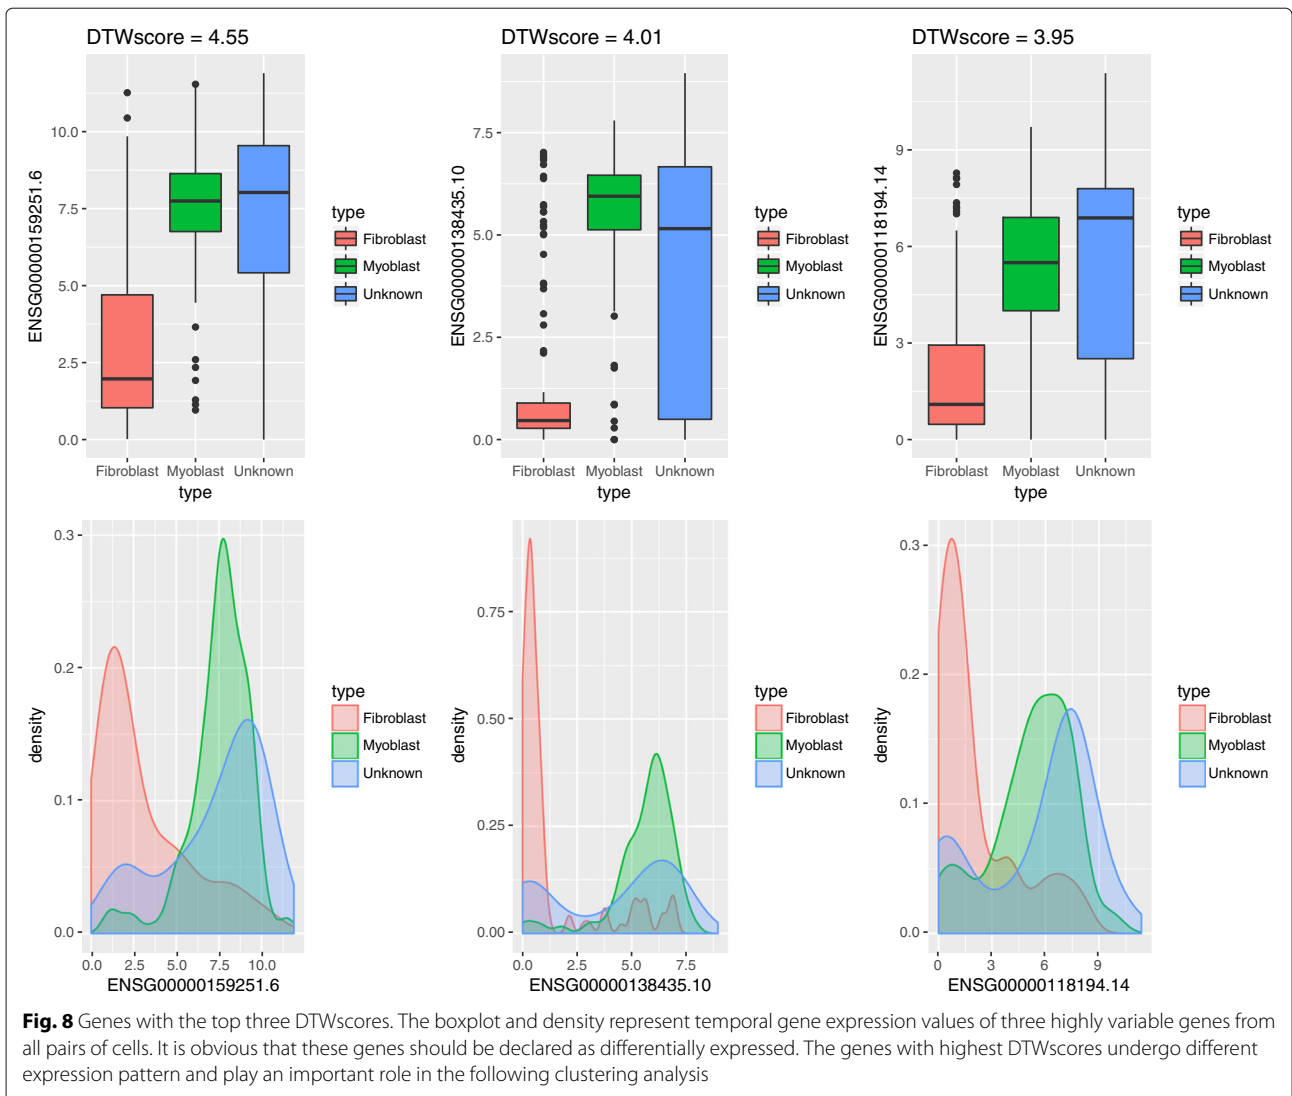 DTWscore = 4.55
ENSG00000159251.6
10.0
7.5
5.0
2.5
0.0
Fibroblast Myoblast Unknown
type
type
Fibroblast
Myoblast
Unknown
DTWscore = 4.01
ENSG00000138435.10
7.5
5.0
2.5
0.0
Fibroblast Myoblast Unknown
type
type
Fibroblast
Myoblast
Unknown
DTWscore = 3.95
ENSG00000118194.14
9
6
3
0
Fibroblast Myoblast Unknown
type
type
Fibroblast
Myoblast
Unknown
density
0.3
0.2
0.1
0.0
0.0 2.5 5.0 7.5 10.0
ENSG00000159251.6
type
Fibroblast
Myoblast
Unknown
density
0.75
0.50
0.25
0.00
0.0 2.5 5.0 7.5
ENSG00000138435.10
type
Fibroblast
Myoblast
Unknown
density
0.3
0.2
0.1
0.0
0 3 6 9
ENSG00000118194.14
type
Fibroblast
Myoblast
Unknown
Fig. 8 Genes with the top three DTWscores. The boxplot and density represent temporal gene expression values of three highly variable genes from
all pairs of cells. It is obvious that these genes should be declared as differentially expressed. The genes with highest DTWscores undergo different
expression pattern and play an important role in the following clustering analysis